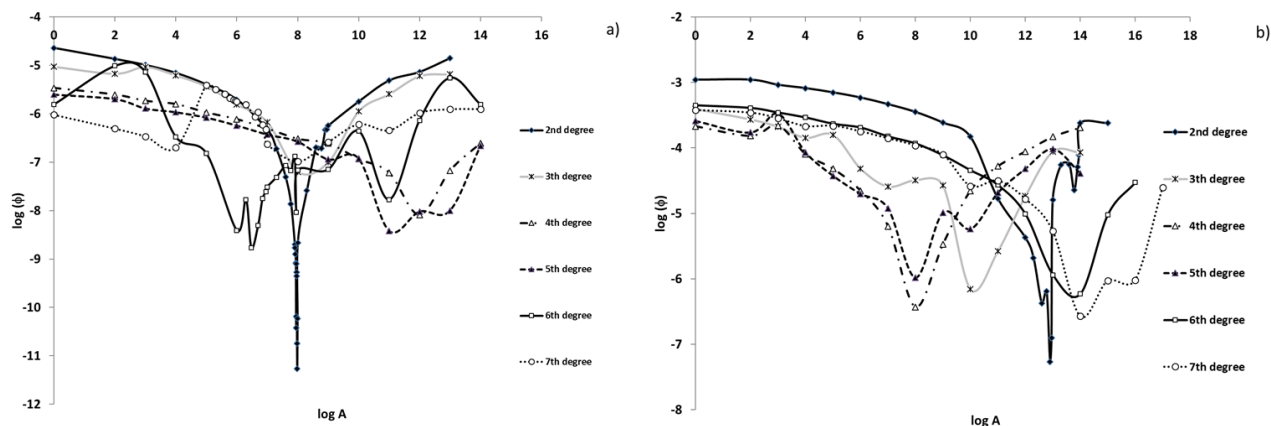 a)
-4
0 2 4 6 8 10 12 14 16
-5
-6
-7
-8
-9
-10
-11
-12
log (ϕ)
log A
2nd degree
3th degree
4th degree
5th degree
6th degree
7th degree
b)
-2
0 2 4 6 8 10 12 14 16 18
-3
-4
-5
-6
-7
-8
log (ϕ)
log A
2nd degree
3th degree
4th degree
5th degree
6th degree
7th degree